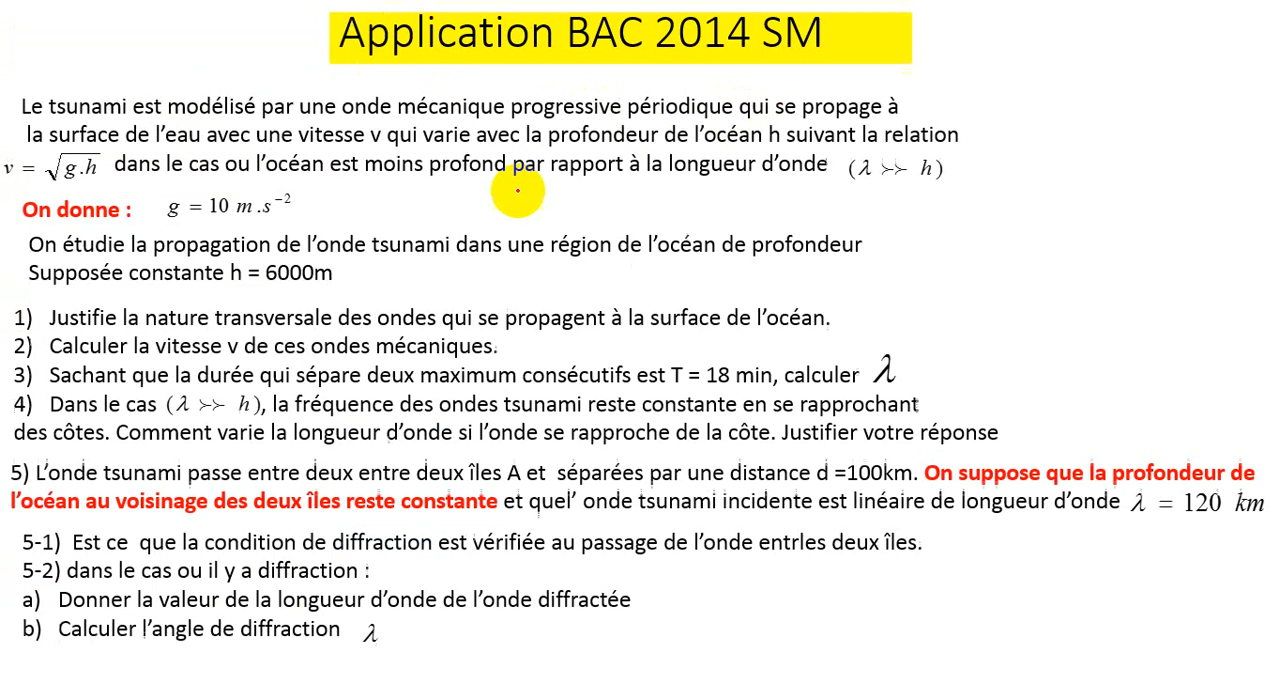 Application BAC 2014 SM
Le tsunami est modélisé par une onde mécanique progressive périodique qui se propage à
la surface de l'eau avec une vitesse v qui varie avec la profondeur de l'océan h suivant la relation
v = √g.h dans le cas ou l'océan est moins profond par rapport à la longueur d'onde (λ ≻≻ h)
On donne : g = 10 m.s⁻²
On étudie la propagation de l'onde tsunami dans une région de l'océan de profondeur
Supposée constante h = 6000m
1) Justifie la nature transversale des ondes qui se propagent à la surface de l'océan.
2) Calculer la vitesse v de ces ondes mécaniques.
3) Sachant que la durée qui sépare deux maximum consécutifs est T = 18 min, calculer λ
4) Dans le cas (λ ≻≻ h), la fréquence des ondes tsunami reste constante en se rapprochant
des côtes. Comment varie la longueur d'onde si l'onde se rapproche de la côte. Justifier votre réponse
5) L'onde tsunami passe entre deux entre deux îles A et séparées par une distance d =100km. On suppose que la profondeur de
l'océan au voisinage des deux îles reste constante et quel' onde tsunami incidente est linéaire de longueur d'onde λ = 120 km
5-1) Est ce que la condition de diffraction est vérifiée au passage de l'onde entrles deux îles.
5-2) dans le cas ou il y a diffraction :
a) Donner la valeur de la longueur d'onde de l'onde diffractée
b) Calculer l'angle de diffraction λ